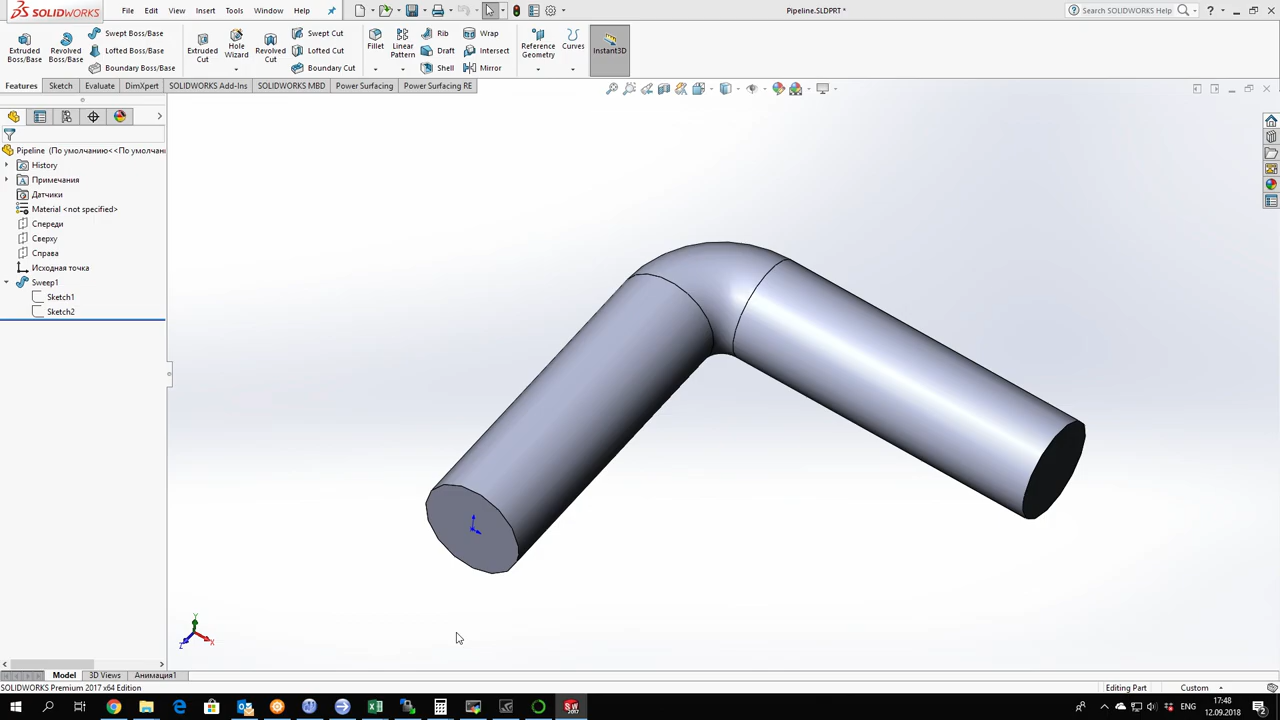 SOLIDWORKS
File Edit View Insert Tools Window Help
Pipeline.SLDPRT *
Search SOLIDWORKS Help
Extruded Boss/Base
Revolved Boss/Base
Swept Boss/Base
Lofted Boss/Base
Boundary Boss/Base
Extruded Cut
Hole Wizard
Revolved Cut
Swept Cut
Lofted Cut
Boundary Cut
Fillet
Linear Pattern
Rib
Draft
Shell
Wrap
Intersect
Mirror
Reference Geometry
Curves
Instant3D
Features Sketch Evaluate DimXpert SOLIDWORKS Add-Ins SOLIDWORKS MBD Power Surfacing Power Surfacing RE
Pipeline (По умолчанию<<По умолчан
History
Примечания
Датчики
Material <not specified>
Спереди
Сверху
Справа
Исходная точка
Sweep1
Sketch1
Sketch2
Y
Z
X
Model 3D Views Анимация1
SOLIDWORKS Premium 2017 x64 Edition
Editing Part
Custom
ENG
17:48
12.09.2018
2